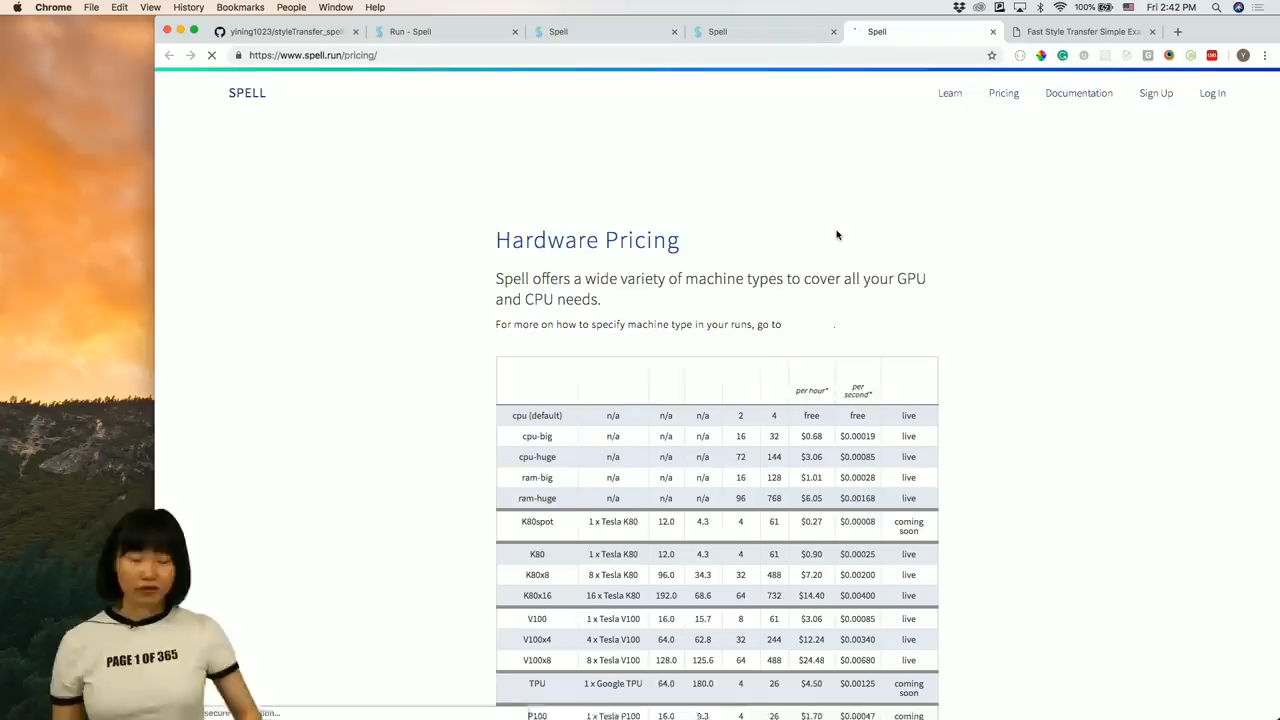 Chrome File Edit View History Bookmarks People Window Help 100% Fri 2:42 PM
yining1023/styleTransfer_spell Run - Spell Spell Spell Spell Fast Style Transfer Simple Exa
https://www.spell.run/pricing/
SPELL Learn Pricing Documentation Sign Up Log In
Hardware Pricing
Spell offers a wide variety of machine types to cover all your GPU
and CPU needs.
For more on how to specify machine type in your runs, go to .
per hour* per second*
cpu (default) n/a n/a n/a 2 4 free free live
cpu-big n/a n/a n/a 16 32 $0.68 $0.00019 live
cpu-huge n/a n/a n/a 72 144 $3.06 $0.00085 live
ram-big n/a n/a n/a 16 128 $1.01 $0.00028 live
ram-huge n/a n/a n/a 96 768 $6.05 $0.00168 live
K80spot 1 x Tesla K80 12.0 4.3 4 61 $0.27 $0.00008 coming soon
K80 1 x Tesla K80 12.0 4.3 4 61 $0.90 $0.00025 live
K80x8 8 x Tesla K80 96.0 34.3 32 488 $7.20 $0.00200 live
K80x16 16 x Tesla K80 192.0 68.6 64 732 $14.40 $0.00400 live
V100 1 x Tesla V100 16.0 15.7 8 61 $3.06 $0.00085 live
V100x4 4 x Tesla V100 64.0 62.8 32 244 $12.24 $0.00340 live
V100x8 8 x Tesla V100 128.0 125.6 64 488 $24.48 $0.00680 live
TPU 1 x Google TPU 64.0 180.0 4 26 $4.50 $0.00125 coming soon
P100 1 x Tesla P100 16.0 9.3 4 26 $1.70 $0.00047 coming
PAGE 1 OF 365
secure